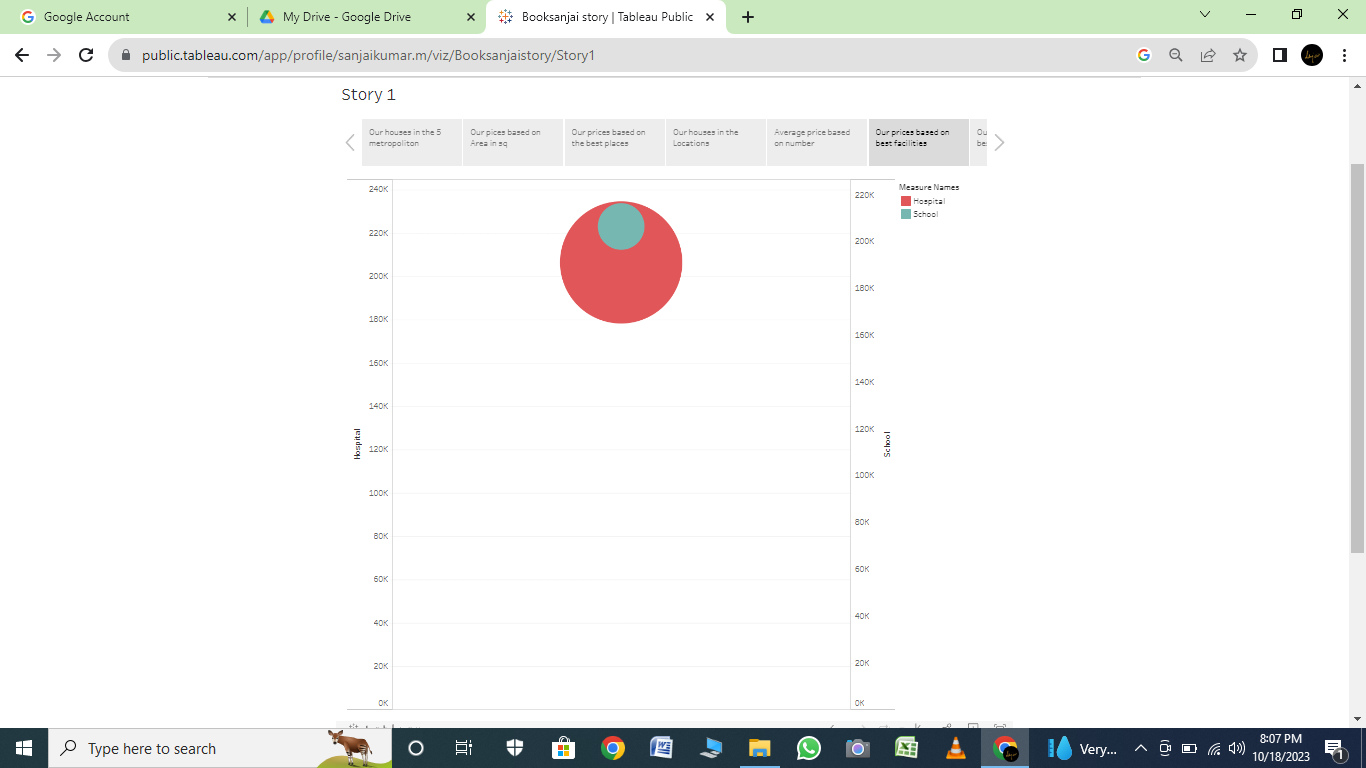 Google Account
My Drive - Google Drive
Booksanjai story | Tableau Public
public.tableau.com/app/profile/sanjaikumar.m/viz/Booksanjaistory/Story1
Story 1
Our houses in the 5
metropoliton
Our pices based on
Area in sq
Our prices based on
the best places
Our houses in the
Locations
Average price based
on number
Our prices based on
best facilities
Ou
be
240K
220K
200K
180K
160K
140K
120K
100K
80K
60K
40K
20K
0K
Hospital
220K
200K
180K
160K
140K
120K
100K
80K
60K
40K
20K
0K
School
Measure Names
Hospital
School
Type here to search
Very...
8:07 PM
10/18/2023
1